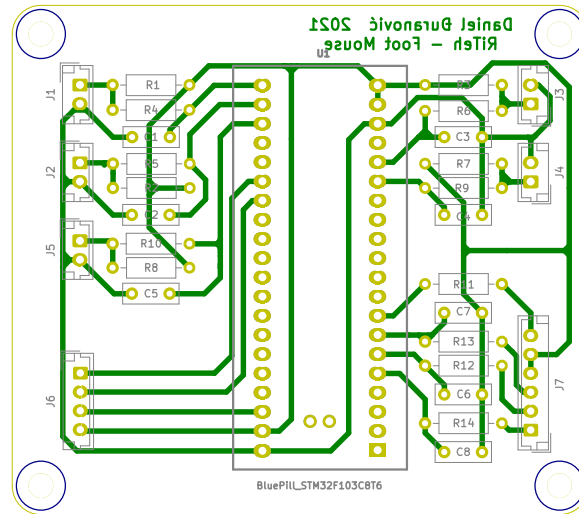 Daniel Đuranović 2021
RiTeh - Foot Mouse
U1
J1
R1
R3
J3
R4
R6
C1
C3
J2
R5
R7
J4
R9
C2
C4
J5
R10
R8
C5
R11
C7
R13
J7
R12
J6
C6
R14
C8
BluePill_STM32F103C8T6